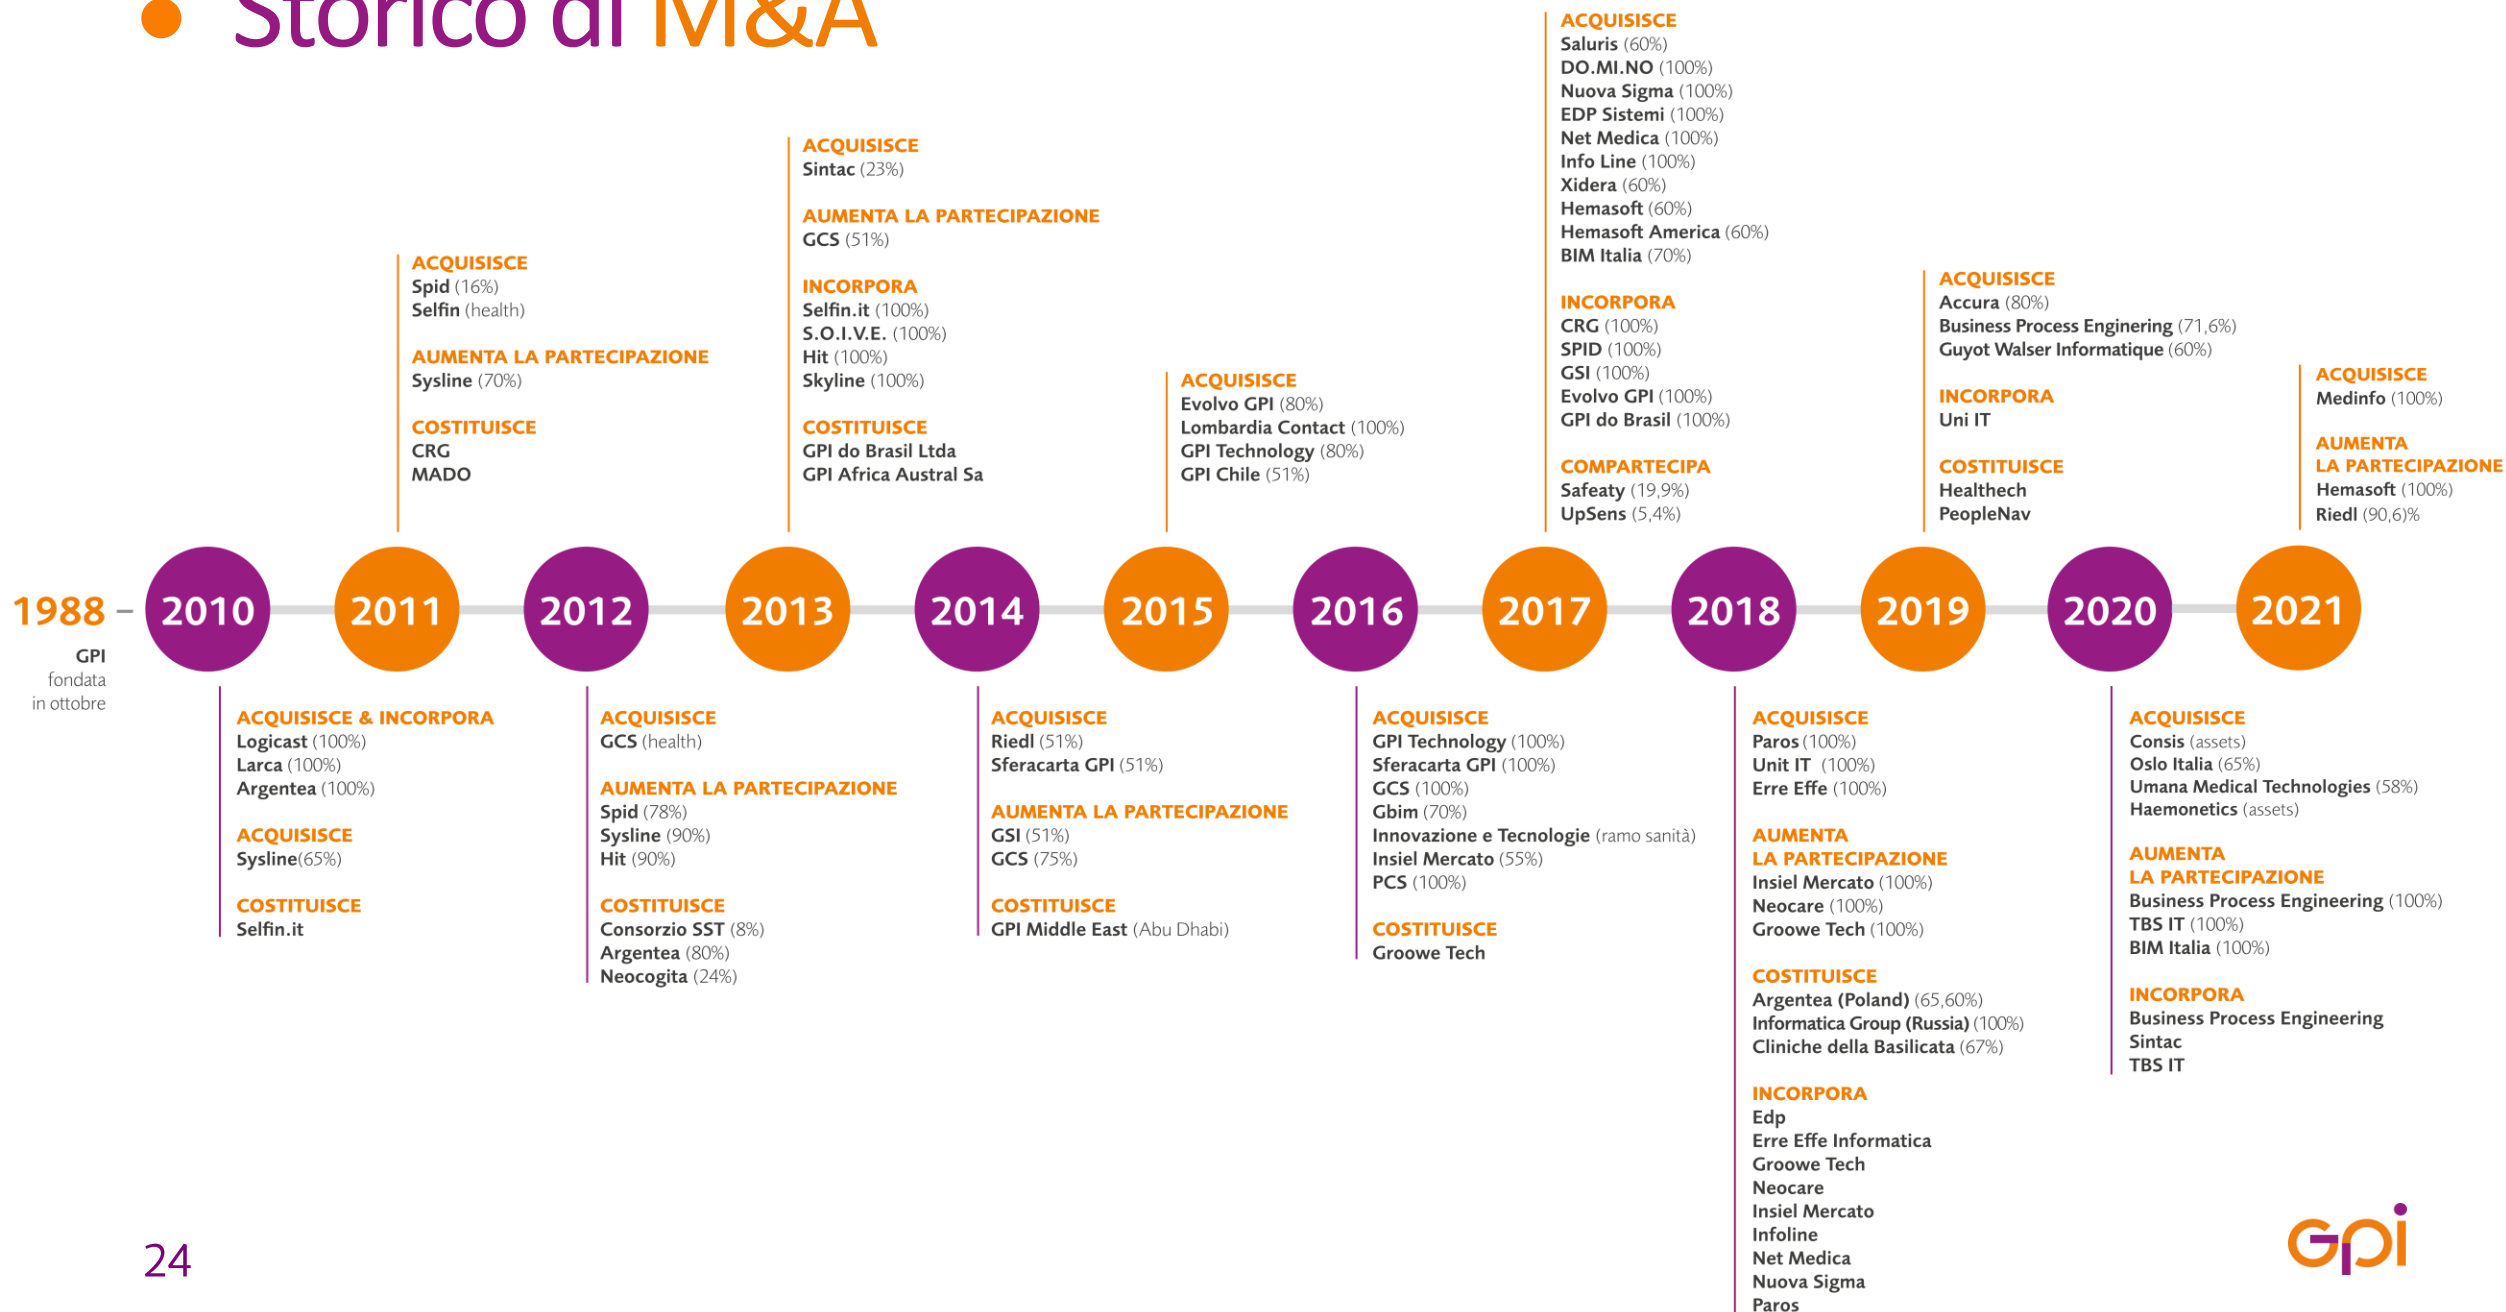 Storico di M&A
1988
GPI
fondata
in ottobre
2010
ACQUISISCE & INCORPORA
Logicast (100%)
Larca (100%)
Argentea (100%)
ACQUISISCE
Sysline(65%)
COSTITUISCE
Selfin.it
2011
ACQUISISCE
Spid (16%)
Selfin (health)
AUMENTA LA PARTECIPAZIONE
Sysline (70%)
COSTITUISCE
CRG
MADO
2012
ACQUISISCE
GCS (health)
AUMENTA LA PARTECIPAZIONE
Spid (78%)
Sysline (90%)
Hit (90%)
COSTITUISCE
Consorzio SST (8%)
Argentea (80%)
Neocogita (24%)
2013
ACQUISISCE
Sintac (23%)
AUMENTA LA PARTECIPAZIONE
GCS (51%)
INCORPORA
Selfin.it (100%)
S.O.I.V.E. (100%)
Hit (100%)
Skyline (100%)
COSTITUISCE
GPI do Brasil Ltda
GPI Africa Austral Sa
2014
ACQUISISCE
Riedl (51%)
Sferacarta GPI (51%)
AUMENTA LA PARTECIPAZIONE
GSI (51%)
GCS (75%)
COSTITUISCE
GPI Middle East (Abu Dhabi)
2015
ACQUISISCE
Evolvo GPI (80%)
Lombardia Contact (100%)
GPI Technology (80%)
GPI Chile (51%)
2016
ACQUISISCE
GPI Technology (100%)
Sferacarta GPI (100%)
GCS (100%)
Gbim (70%)
Innovazione e Tecnologie (ramo sanità)
Insiel Mercato (55%)
PCS (100%)
COSTITUISCE
Groowe Tech
2017
ACQUISISCE
Saluris (60%)
DO.MI.NO (100%)
Nuova Sigma (100%)
EDP Sistemi (100%)
Net Medica (100%)
Info Line (100%)
Xidera (60%)
Hemasoft (60%)
Hemasoft America (60%)
BIM Italia (70%)
INCORPORA
CRG (100%)
SPID (100%)
GSI (100%)
Evolvo GPI (100%)
GPI do Brasil (100%)
COMPARTECIPA
Safeaty (19,9%)
UpSens (5,4%)
2018
ACQUISISCE
Paros (100%)
Unit IT (100%)
Erre Effe (100%)
AUMENTA
LA PARTECIPAZIONE
Insiel Mercato (100%)
Neocare (100%)
Groowe Tech (100%)
COSTITUISCE
Argentea (Poland) (65,60%)
Informatica Group (Russia) (100%)
Cliniche della Basilicata (67%)
INCORPORA
Edp
Erre Effe Informatica
Groowe Tech
Neocare
Insiel Mercato
Infoline
Net Medica
Nuova Sigma
Paros
2019
ACQUISISCE
Accura (80%)
Business Process Enginering (71,6%)
Guyot Walser Informatique (60%)
INCORPORA
Uni IT
COSTITUISCE
Healthech
PeopleNav
2020
ACQUISISCE
Consis (assets)
Oslo Italia (65%)
Umana Medical Technologies (58%)
Haemonetics (assets)
AUMENTA
LA PARTECIPAZIONE
Business Process Engineering (100%)
TBS IT (100%)
BIM Italia (100%)
INCORPORA
Business Process Engineering
Sintac
TBS IT
2021
ACQUISISCE
Medinfo (100%)
AUMENTA
LA PARTECIPAZIONE
Hemasoft (100%)
Riedl (90,6)%
24
Gpi